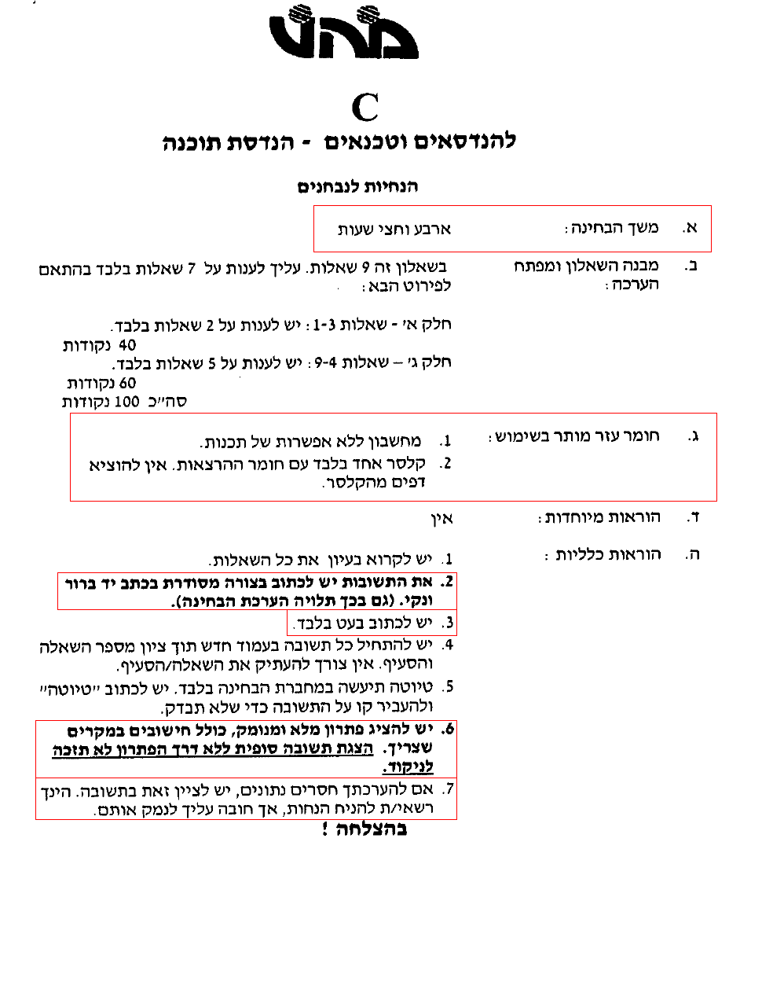 מהט
C
להנדסאים וטכנאים - הנדסת תוכנה
הנחיות לנבחנים
א. משך הבחינה: ארבע וחצי שעות
ב. מבנה השאלון ומפתח הערכה: בשאלון זה 9 שאלות. עליך לענות על 7 שאלות בלבד בהתאם
לפירוט הבא:
חלק א' - שאלות 1-3: יש לענות על 2 שאלות בלבד.
40 נקודות
חלק ג' – שאלות 9-4: יש לענות על 5 שאלות בלבד.
60 נקודות
סה"כ 100 נקודות
ג. חומר עזר מותר בשימוש: 1. מחשבון ללא אפשרות של תכנות.
2. קלסר אחד בלבד עם חומר ההרצאות. אין להוציא
דפים מהקלסר.
ד. הוראות מיוחדות: אין
ה. הוראות כלליות: 1. יש לקרוא בעיון את כל השאלות.
2. את התשובות יש לכתוב בצורה מסודרת בכתב יד ברור
ונקי. (גם בכך תלויה הערכת הבחינה).
3. יש לכתוב בעט בלבד.
4. יש להתחיל כל תשובה בעמוד חדש תוך ציון מספר השאלה
והסעיף. אין צורך להעתיק את השאלה/הסעיף.
5. טיוטה תיעשה במחברת הבחינה בלבד. יש לכתוב "טיוטה"
ולהעביר קו על התשובה כדי שלא תבדק.
6. יש להציג פתרון מלא ומנומק, כולל חישובים במקרים
שצריך. הצגת תשובה סופית ללא דרך הפתרון לא תזכה
לניקוד.
7. אם להערכתך חסרים נתונים, יש לציין זאת בתשובה. הינך
רשאי/ת להניח הנחות, אך חובה עליך לנמק אותם.
בהצלחה !